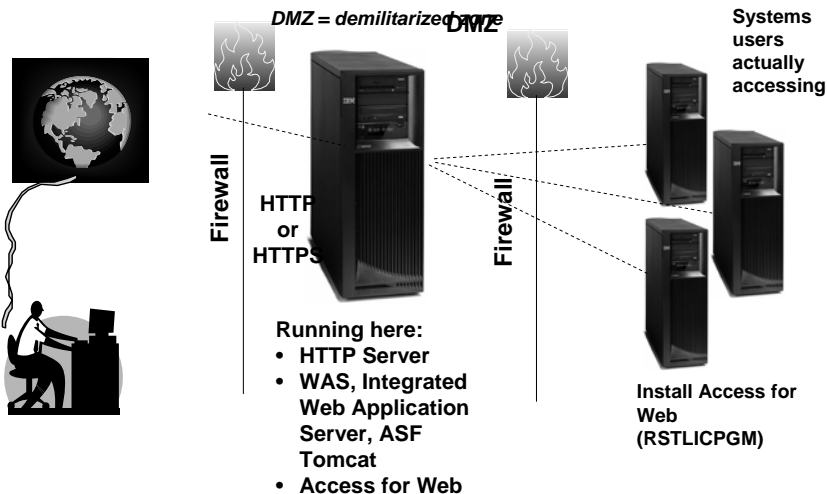 DMZ = demilitarized zone
DMZ
Systems
users
actually
accessing
IBM
Firewall
HTTP
or
HTTPS
Firewall
Running here:
• HTTP Server
• WAS, Integrated
Web Application
Server, ASF
Tomcat
• Access for Web
Install Access for
Web
(RSTLICPGM)